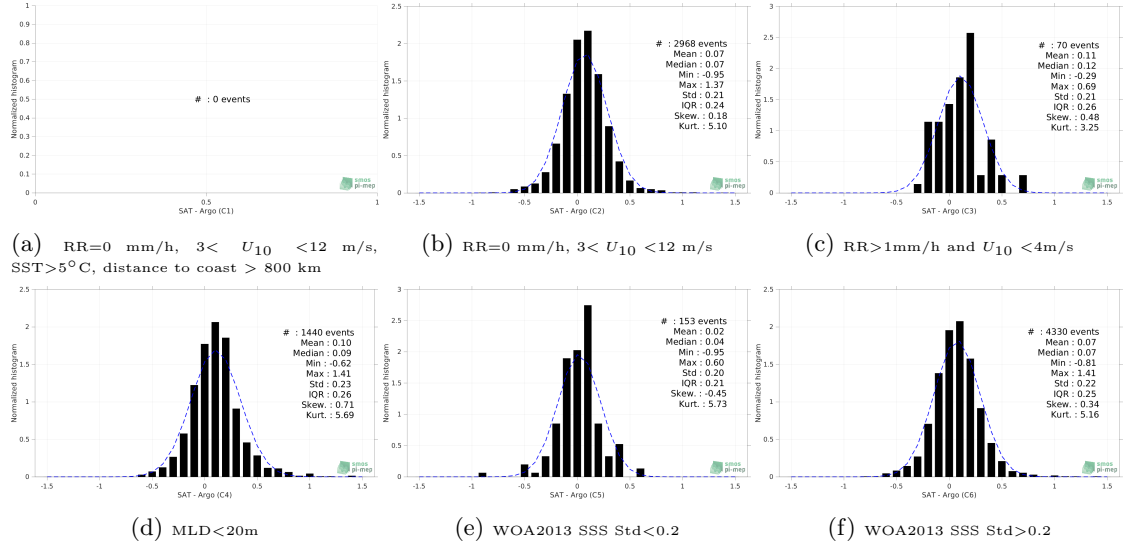 1
0.9
0.8
0.7
0.6
0.5
0.4
0.3
0.2
0.1
0
Normalized histogram
# : 0 events
0 0.5 1
SAT - Argo (C1)
smos
pi-mep
2.5
2
1.5
1
0.5
0
Normalized histogram
# : 2968 events
Mean : 0.07
Median : 0.07
Min : -0.95
Max : 1.37
Std : 0.21
IQR : 0.24
Skew. : 0.18
Kurt. : 5.10
-1.5 -1 -0.5 0 0.5 1 1.5
SAT - Argo (C2)
smos
pi-mep
3
2.5
2
1.5
1
0.5
0
Normalized histogram
# : 70 events
Mean : 0.11
Median : 0.12
Min : -0.29
Max : 0.69
Std : 0.21
IQR : 0.26
Skew. : 0.48
Kurt. : 3.25
-1.5 -1 -0.5 0 0.5 1 1.5
SAT - Argo (C3)
smos
pi-mep
(a) RR=0 mm/h, 3< U10 <12 m/s,
SST>5°C, distance to coast > 800 km
(b) RR=0 mm/h, 3< U10 <12 m/s
(c) RR>1mm/h and U10 <4m/s
2.5
2
1.5
1
0.5
0
Normalized histogram
# : 1440 events
Mean : 0.10
Median : 0.09
Min : -0.62
Max : 1.41
Std : 0.23
IQR : 0.26
Skew. : 0.71
Kurt. : 5.69
-1.5 -1 -0.5 0 0.5 1 1.5
SAT - Argo (C4)
smos
pi-mep
3
2.5
2
1.5
1
0.5
0
Normalized histogram
# : 153 events
Mean : 0.02
Median : 0.04
Min : -0.95
Max : 0.60
Std : 0.20
IQR : 0.21
Skew. : -0.45
Kurt. : 5.73
-1.5 -1 -0.5 0 0.5 1 1.5
SAT - Argo (C5)
smos
pi-mep
2.5
2
1.5
1
0.5
0
Normalized histogram
# : 4330 events
Mean : 0.07
Median : 0.07
Min : -0.81
Max : 1.41
Std : 0.22
IQR : 0.25
Skew. : 0.34
Kurt. : 5.16
-1.5 -1 -0.5 0 0.5 1 1.5
SAT - Argo (C6)
smos
pi-mep
(d) MLD<20m
(e) WOA2013 SSS Std<0.2
(f) WOA2013 SSS Std>0.2